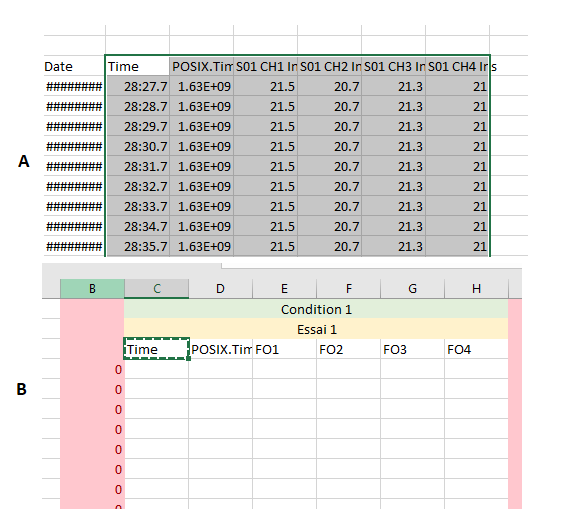 Date Time POSIX.Tim S01 CH1 In S01 CH2 In S01 CH3 In S01 CH4 Ins
######## 28:27.7 1.63E+09 21.5 20.7 21.3 21
######## 28:28.7 1.63E+09 21.5 20.7 21.3 21
######## 28:29.7 1.63E+09 21.5 20.7 21.3 21
######## 28:30.7 1.63E+09 21.5 20.7 21.3 21
A
######## 28:31.7 1.63E+09 21.5 20.7 21.3 21
######## 28:32.7 1.63E+09 21.5 20.7 21.3 21
######## 28:33.7 1.63E+09 21.5 20.7 21.3 21
######## 28:34.7 1.63E+09 21.5 20.7 21.3 21
######## 28:35.7 1.63E+09 21.5 20.7 21.3 21
B C D E F G H
Condition 1
Essai 1
Time POSIX.Tim FO1 FO2 FO3 FO4
0
0
B
0
0
0
0
0
0